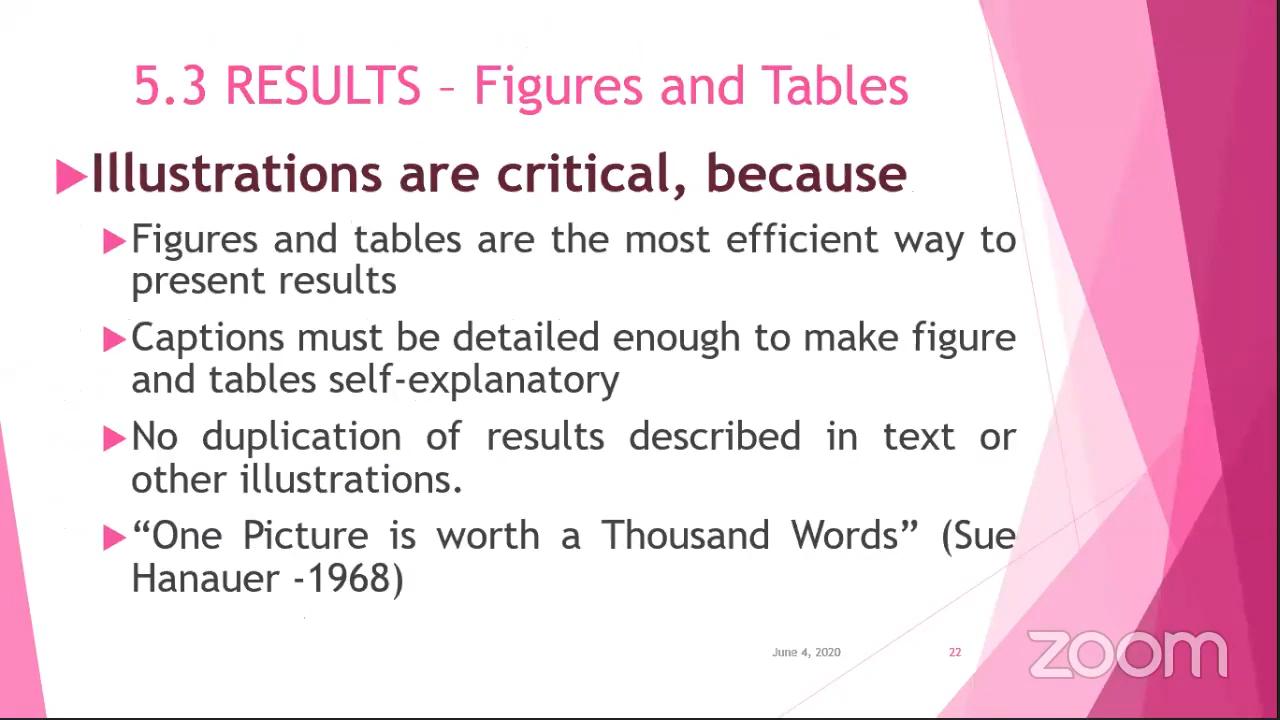 5.3 RESULTS – Figures and Tables
Illustrations are critical, because
Figures and tables are the most efficient way to
present results
Captions must be detailed enough to make figure
and tables self-explanatory
No duplication of results described in text or
other illustrations.
“One Picture is worth a Thousand Words” (Sue
Hanauer -1968)
June 4, 2020
22
zoom